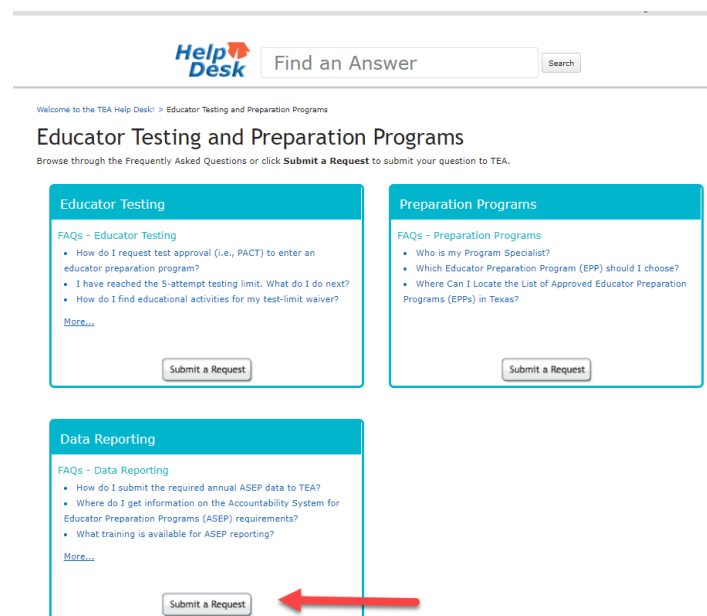 Help
Desk
Find an Answer
Search
Welcome to the TEA Help Desk! > Educator Testing and Preparation Programs
Educator Testing and Preparation Programs
Browse through the Frequently Asked Questions or click Submit a Request to submit your question to TEA.
Educator Testing
FAQs - Educator Testing
• How do I request test approval (i.e., PACT) to enter an
educator preparation program?
• I have reached the 5-attempt testing limit. What do I do next?
• How do I find educational activities for my test-limit waiver?
More...
Submit a Request
Preparation Programs
FAQs - Preparation Programs
• Who is my Program Specialist?
• Which Educator Preparation Program (EPP) should I choose?
• Where Can I Locate the List of Approved Educator Preparation
Programs (EPPs) in Texas?
Submit a Request
Data Reporting
FAQs - Data Reporting
• How do I submit the required annual ASEP data to TEA?
• Where do I get information on the Accountability System for
Educator Preparation Programs (ASEP) requirements?
• What training is available for ASEP reporting?
More...
Submit a Request